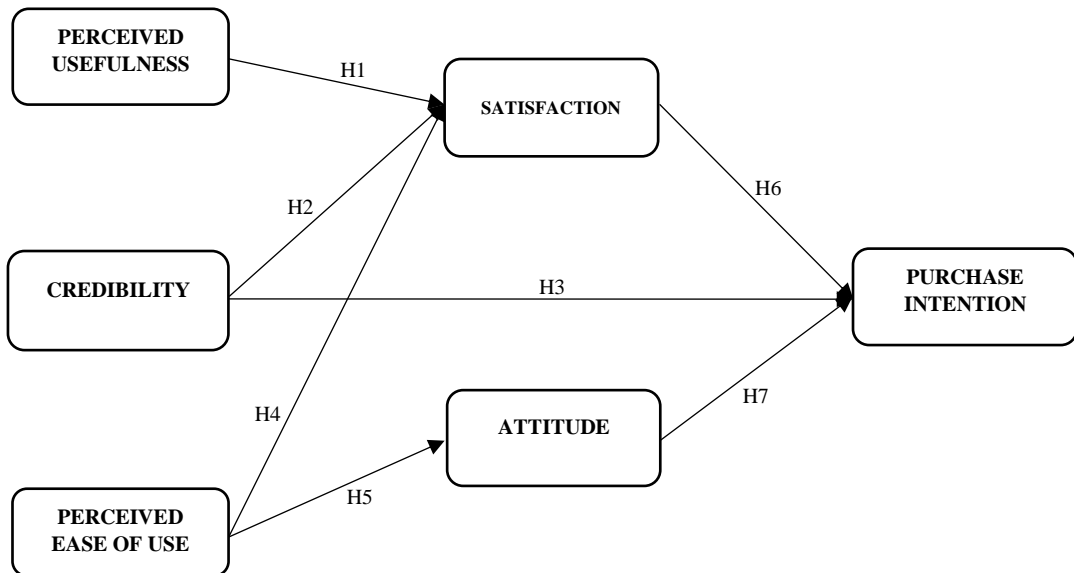 PERCEIVED
USEFULNESS
H1
SATISFACTION
H2
H6
CREDIBILITY
H3
PURCHASE
INTENTION
H4
ATTITUDE
H7
H5
PERCEIVED
EASE OF USE